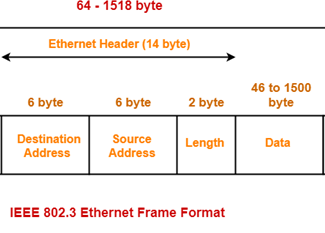 64 - 1518 byte
Ethernet Header (14 byte)
6 byte
6 byte
2 byte
46 to 1500
byte
Destination
Address
Source
Address
Length
Data
IEEE 802.3 Ethernet Frame Format